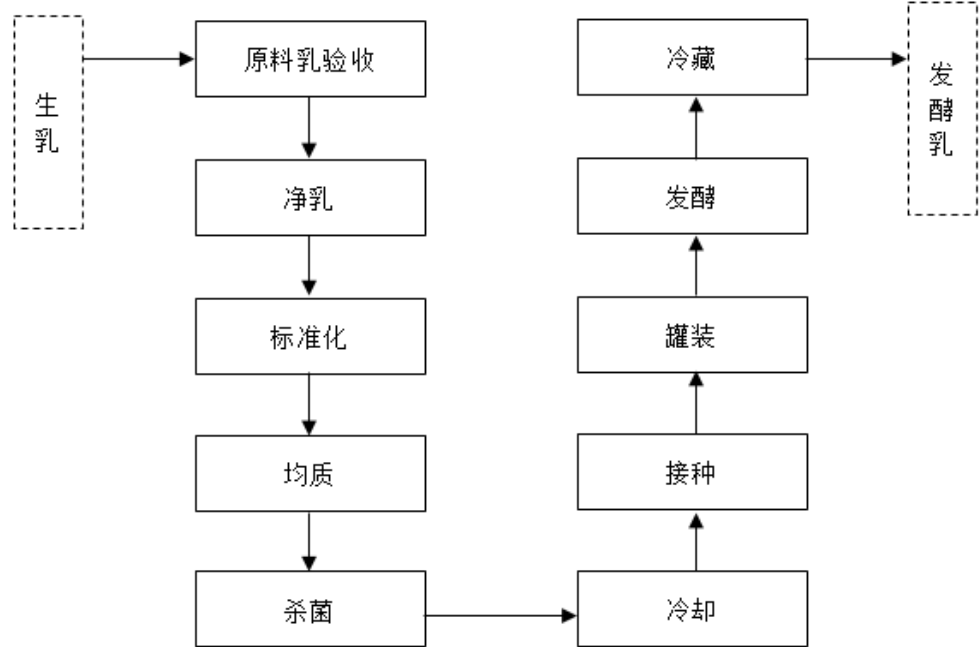 生
乳
原料乳验收
净乳
标准化
均质
杀菌
冷却
接种
罐装
发酵
冷藏
发
酵
乳